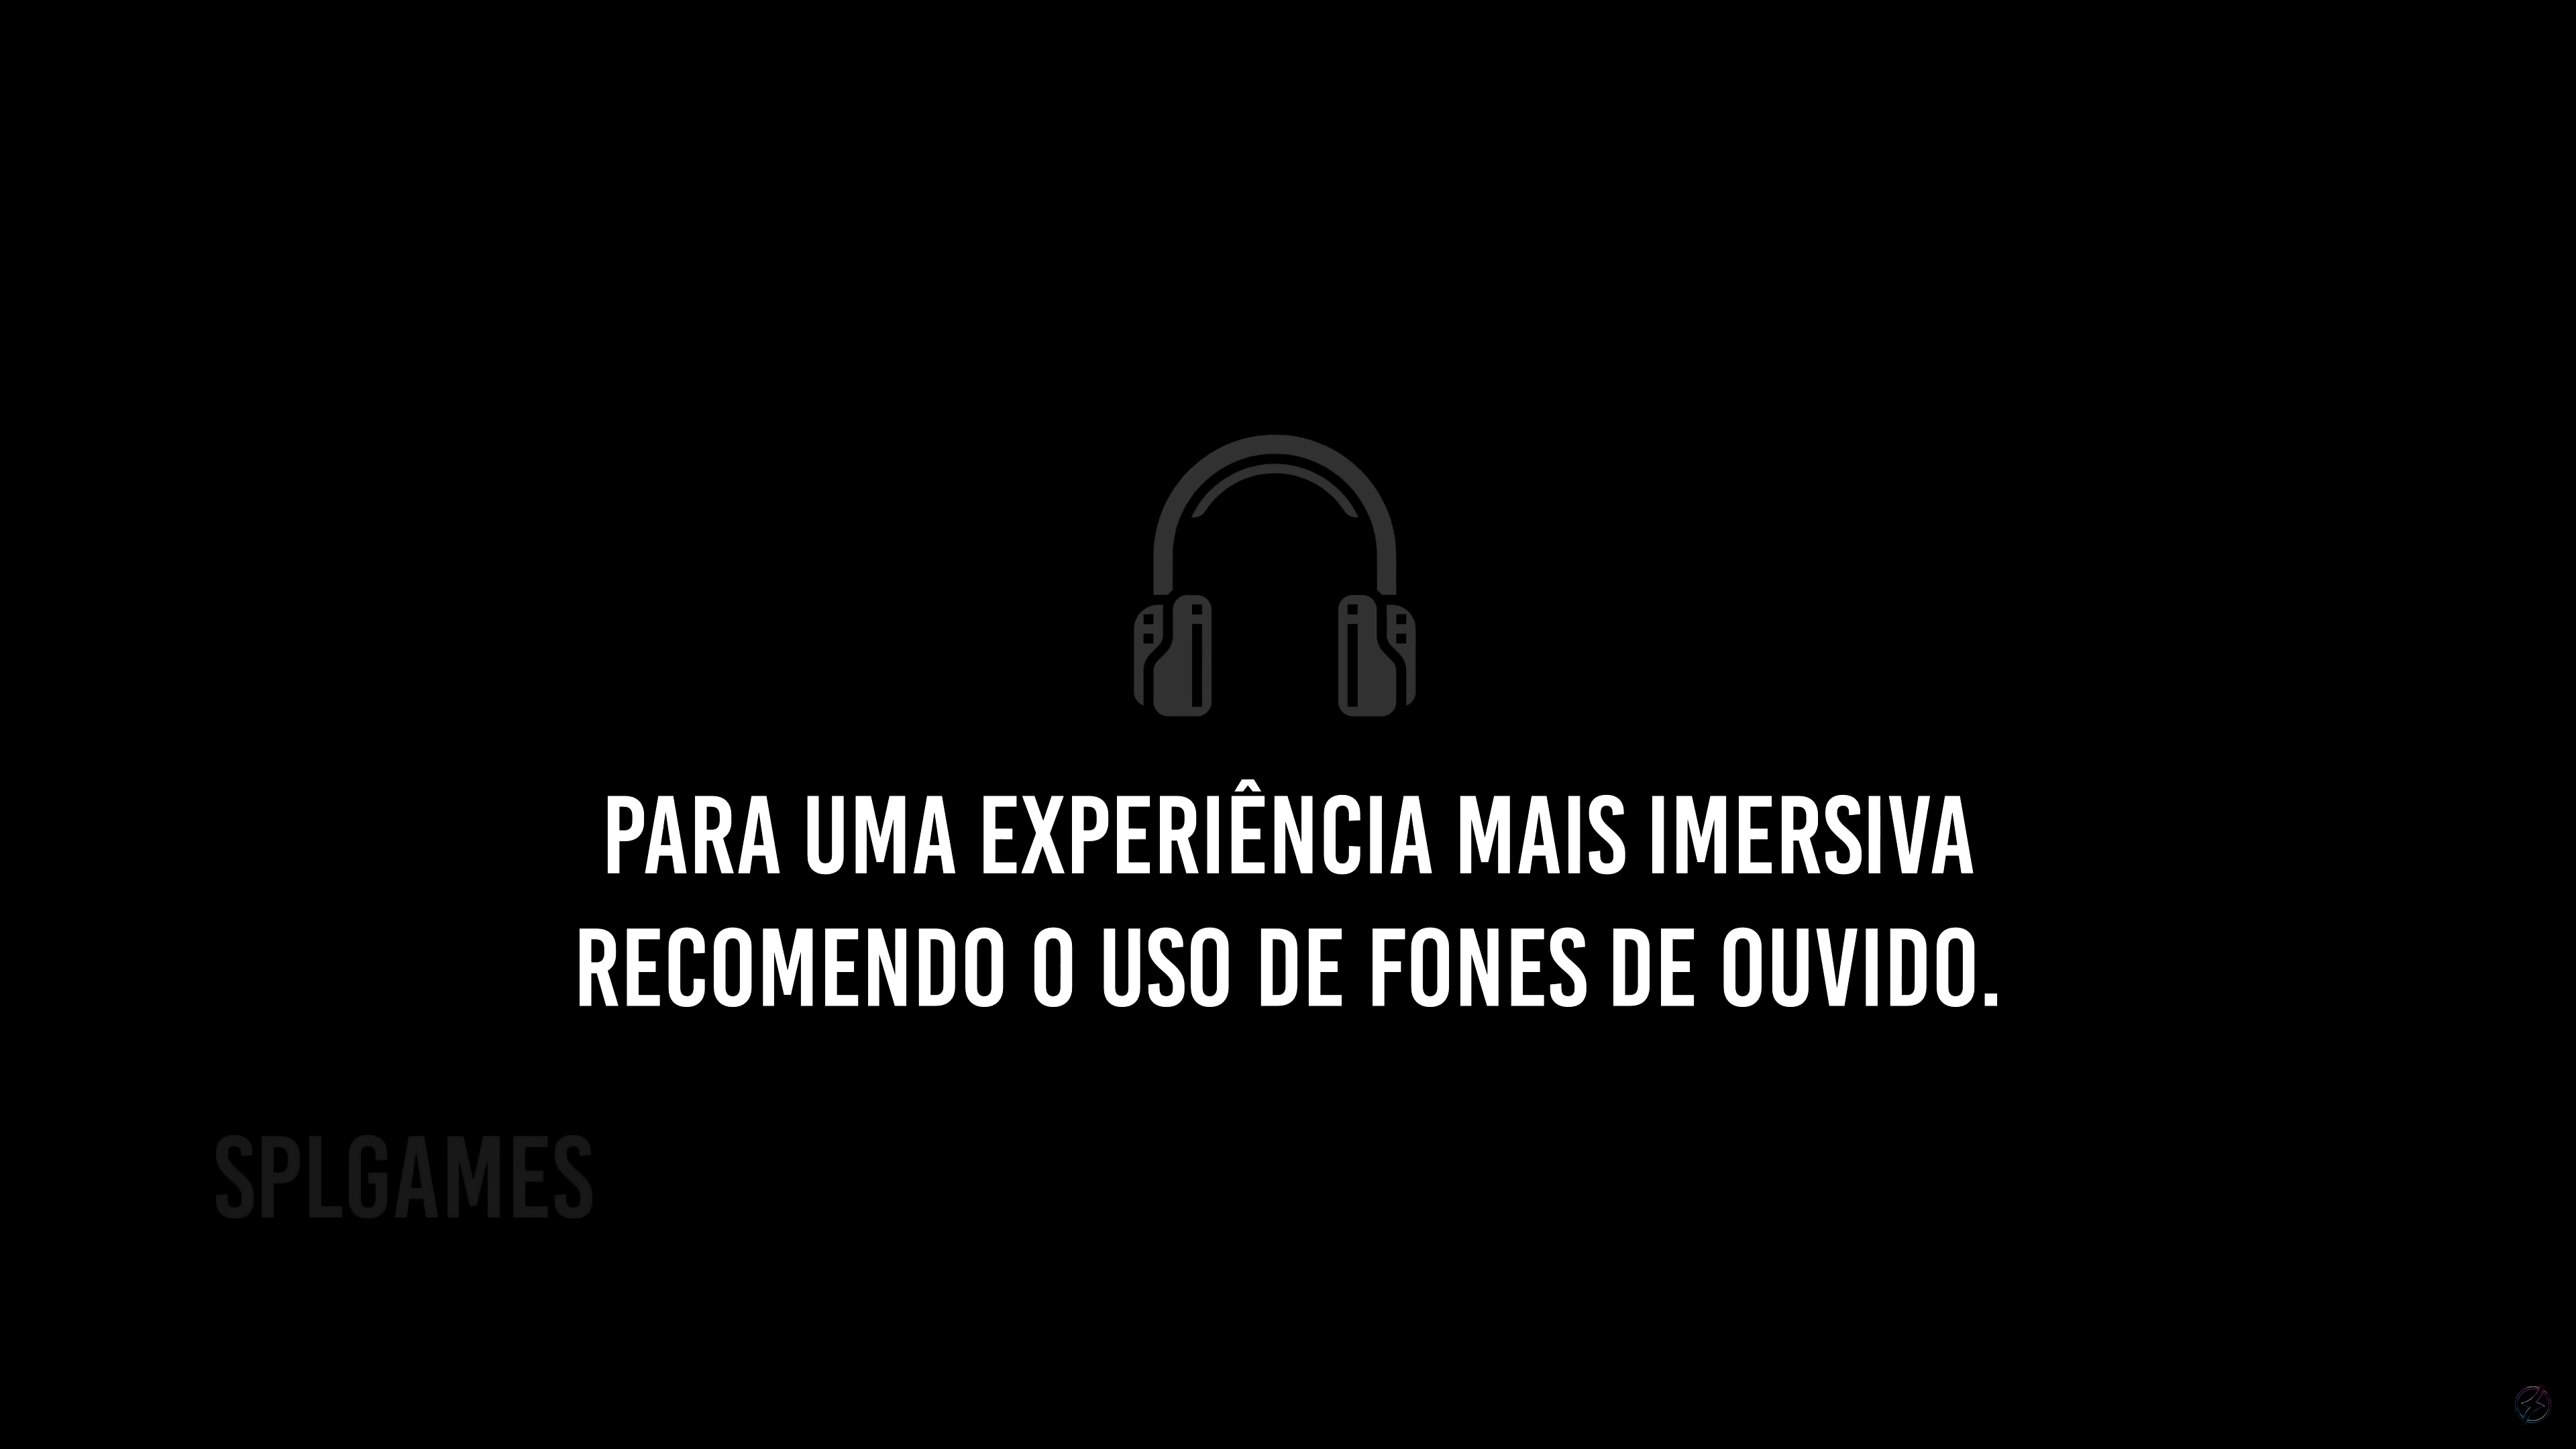 PARA UMA EXPERIÊNCIA MAIS IMERSIVA
RECOMENDO O USO DE FONES DE OUVIDO.
SPLGAMES